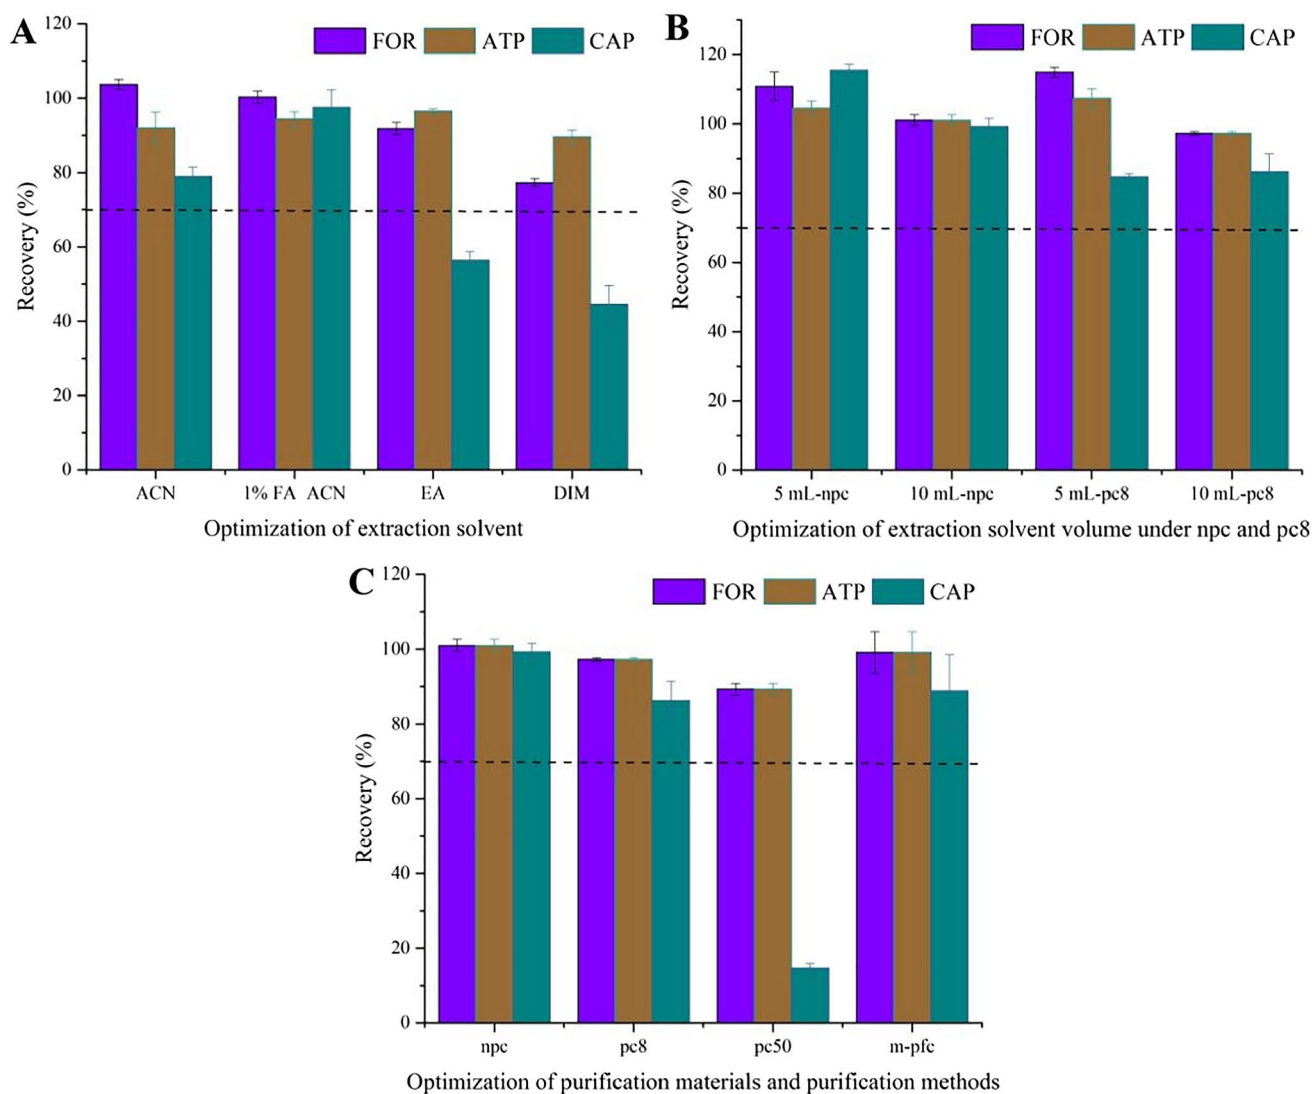 A
FOR ATP CAP
120
100
80
60
40
20
0
Recovery (%)
ACN 1% FA ACN EA DIM
Optimization of extraction solvent
B
FOR ATP CAP
120
100
80
60
40
20
0
Recovery (%)
5 mL-npc 10 mL-npc 5 mL-pc8 10 mL-pc8
Optimization of extraction solvent volume under npc and pc8
C
FOR ATP CAP
120
100
80
60
40
20
0
Recovery (%)
npc pc8 pc50 m-pfc
Optimization of purification materials and purification methods